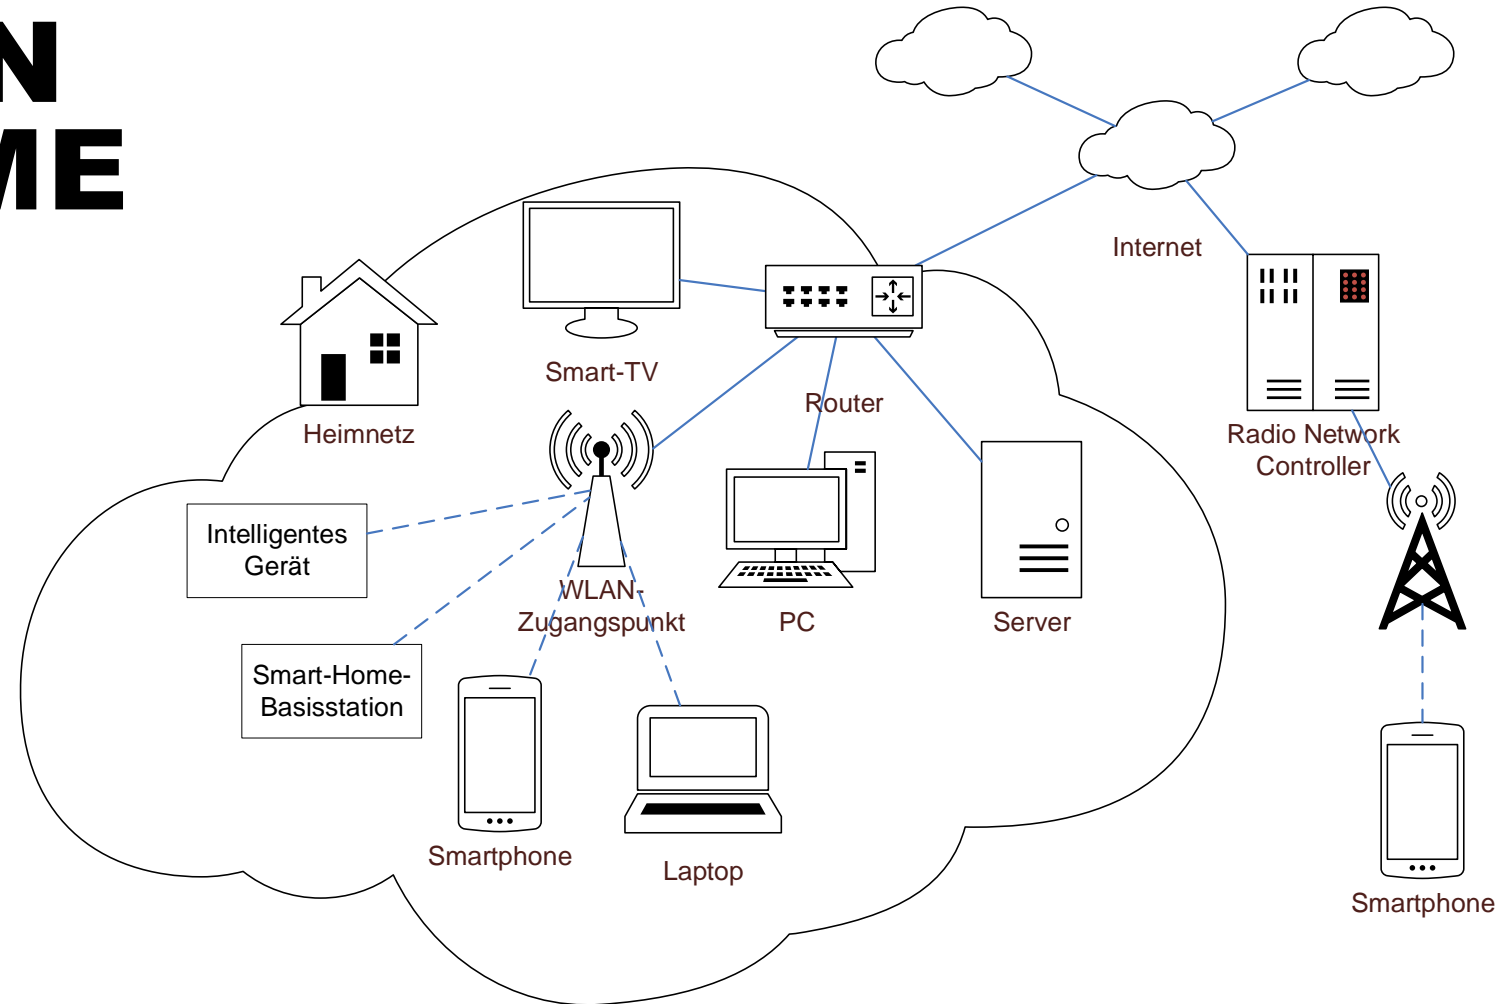 N
ME
Internet
Smart-TV
Router
Heimnetz
Radio Network
Controller
Intelligentes
Gerät
WLAN-
Zugangspunkt
PC
Server
Smart-Home-
Basisstation
Smartphone
Laptop
Smartphone